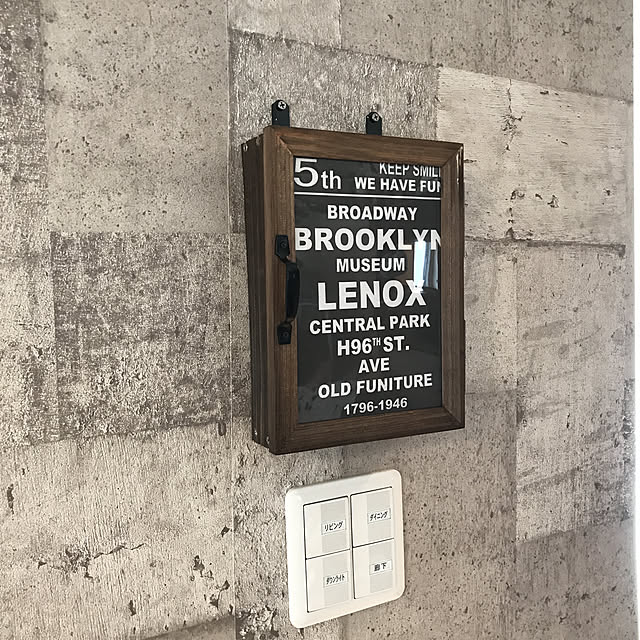 5th
KEEP SMIL
WE HAVE FUN
BROADWAY
BROOKLYN
MUSEUM
LENOX
CENTRAL PARK
H96TH ST.
AVE
OLD FUNITURE
1796-1946
リビング
ダイニング
ダウンライト
廊下